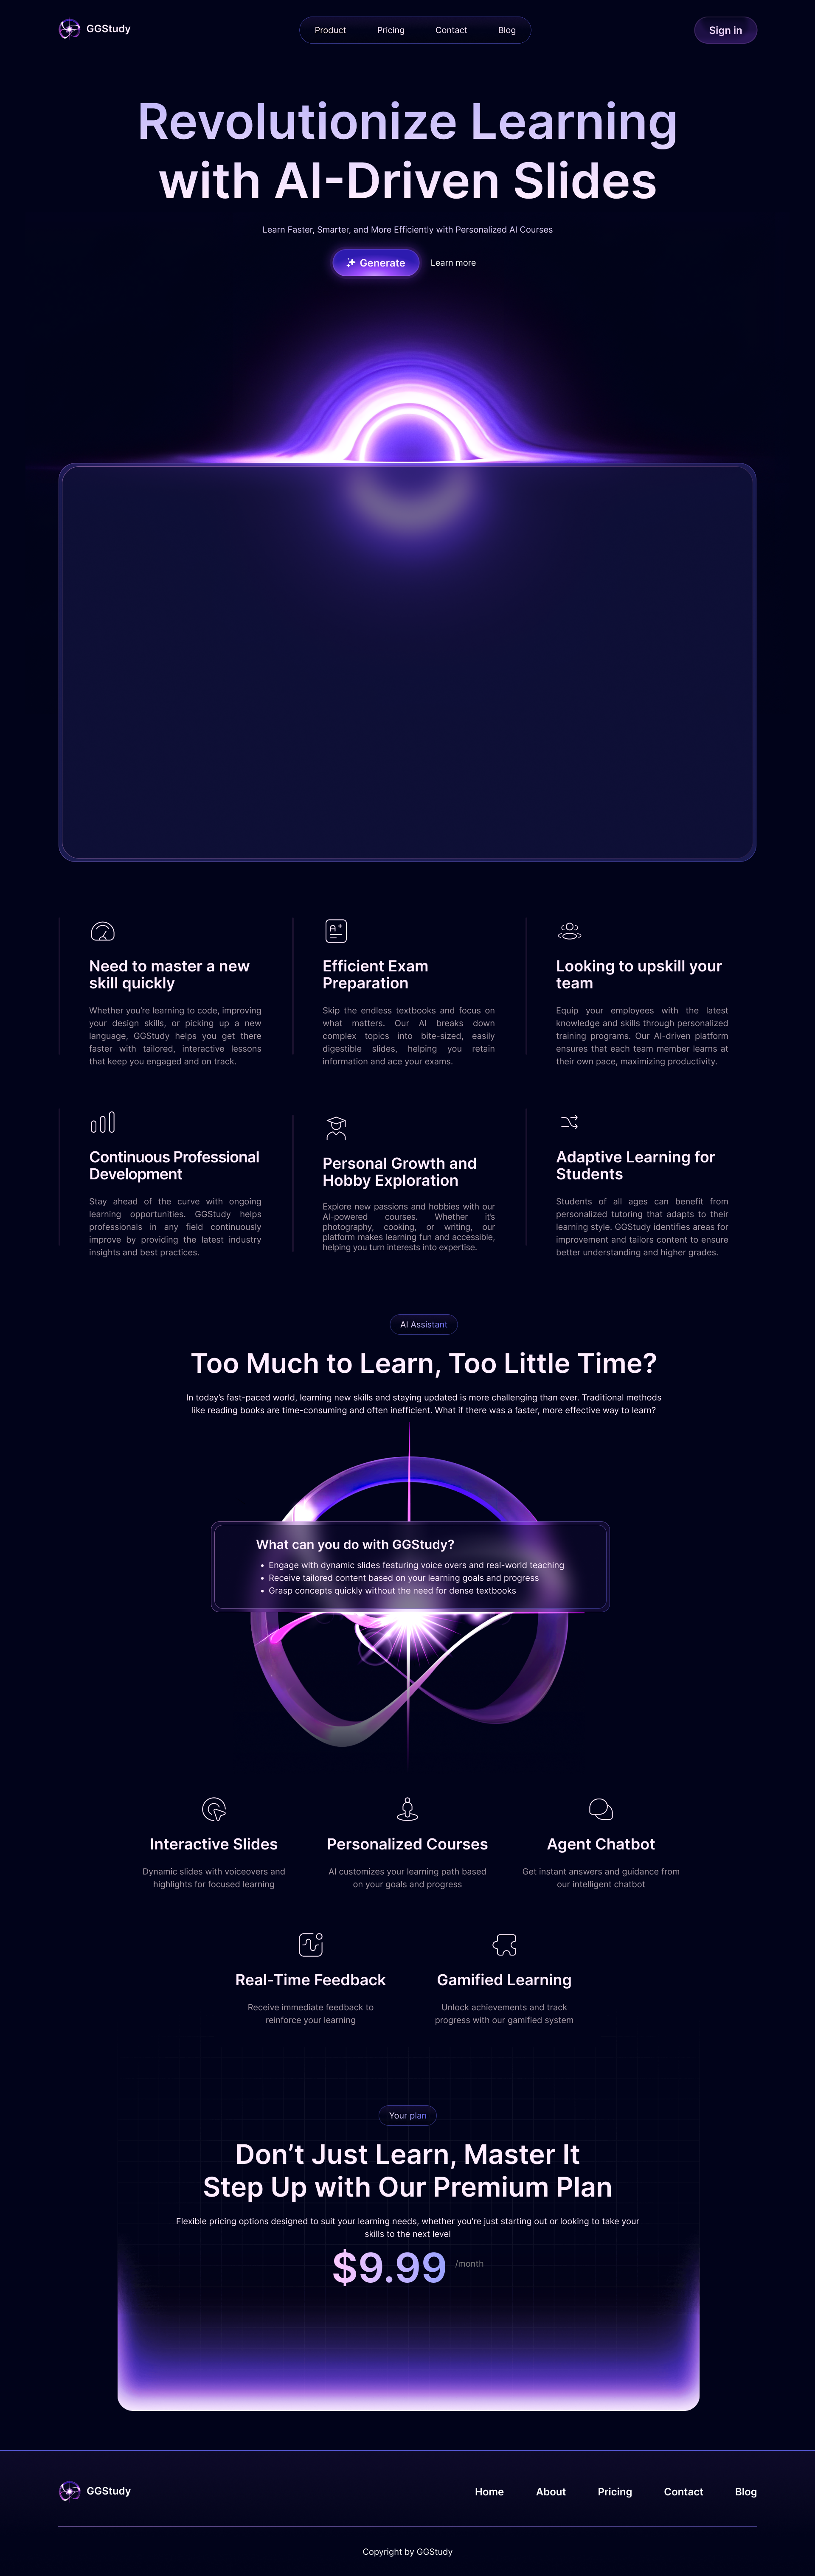 GGStudy
Product Pricing Contact Blog
Sign in
Revolutionize Learning
with AI-Driven Slides
Learn Faster, Smarter, and More Efficiently with Personalized AI Courses
Generate
Learn more
Need to master a new
skill quickly
Whether you're learning to code, improving
your design skills, or picking up a new
language, GGStudy helps you get there
faster with tailored, interactive lessons
that keep you engaged and on track.
A+
Efficient Exam
Preparation
Skip the endless textbooks and focus on
what matters. Our AI breaks down
complex topics into bite-sized, easily
digestible slides, helping you retain
information and ace your exams.
Looking to upskill your
team
Equip your employees with the latest
knowledge and skills through personalized
training programs. Our AI-driven platform
ensures that each team member learns at
their own pace, maximizing productivity.
Continuous Professional
Development
Stay ahead of the curve with ongoing
learning opportunities. GGStudy helps
professionals in any field continuously
improve by providing the latest industry
insights and best practices.
Personal Growth and
Hobby Exploration
Explore new passions and hobbies with our
AI-powered courses. Whether it's
photography, cooking, or writing, our
platform makes learning fun and accessible,
helping you turn interests into expertise.
Adaptive Learning for
Students
Students of all ages can benefit from
personalized tutoring that adapts to their
learning style. GGStudy identifies areas for
improvement and tailors content to ensure
better understanding and higher grades.
AI Assistant
Too Much to Learn, Too Little Time?
In today's fast-paced world, learning new skills and staying updated is more challenging than ever. Traditional methods
like reading books are time-consuming and often inefficient. What if there was a faster, more effective way to learn?
What can you do with GGStudy?
• Engage with dynamic slides featuring voice overs and real-world teaching
• Receive tailored content based on your learning goals and progress
• Grasp concepts quickly without the need for dense textbooks
Interactive Slides
Dynamic slides with voiceovers and
highlights for focused learning
Personalized Courses
AI customizes your learning path based
on your goals and progress
Agent Chatbot
Get instant answers and guidance from
our intelligent chatbot
Real-Time Feedback
Receive immediate feedback to
reinforce your learning
Gamified Learning
Unlock achievements and track
progress with our gamified system
Your plan
Don't Just Learn, Master It
Step Up with Our Premium Plan
Flexible pricing options designed to suit your learning needs, whether you're just starting out or looking to take your
skills to the next level
$9.99 /month
GGStudy
Home About Pricing Contact Blog
Copyright by GGStudy